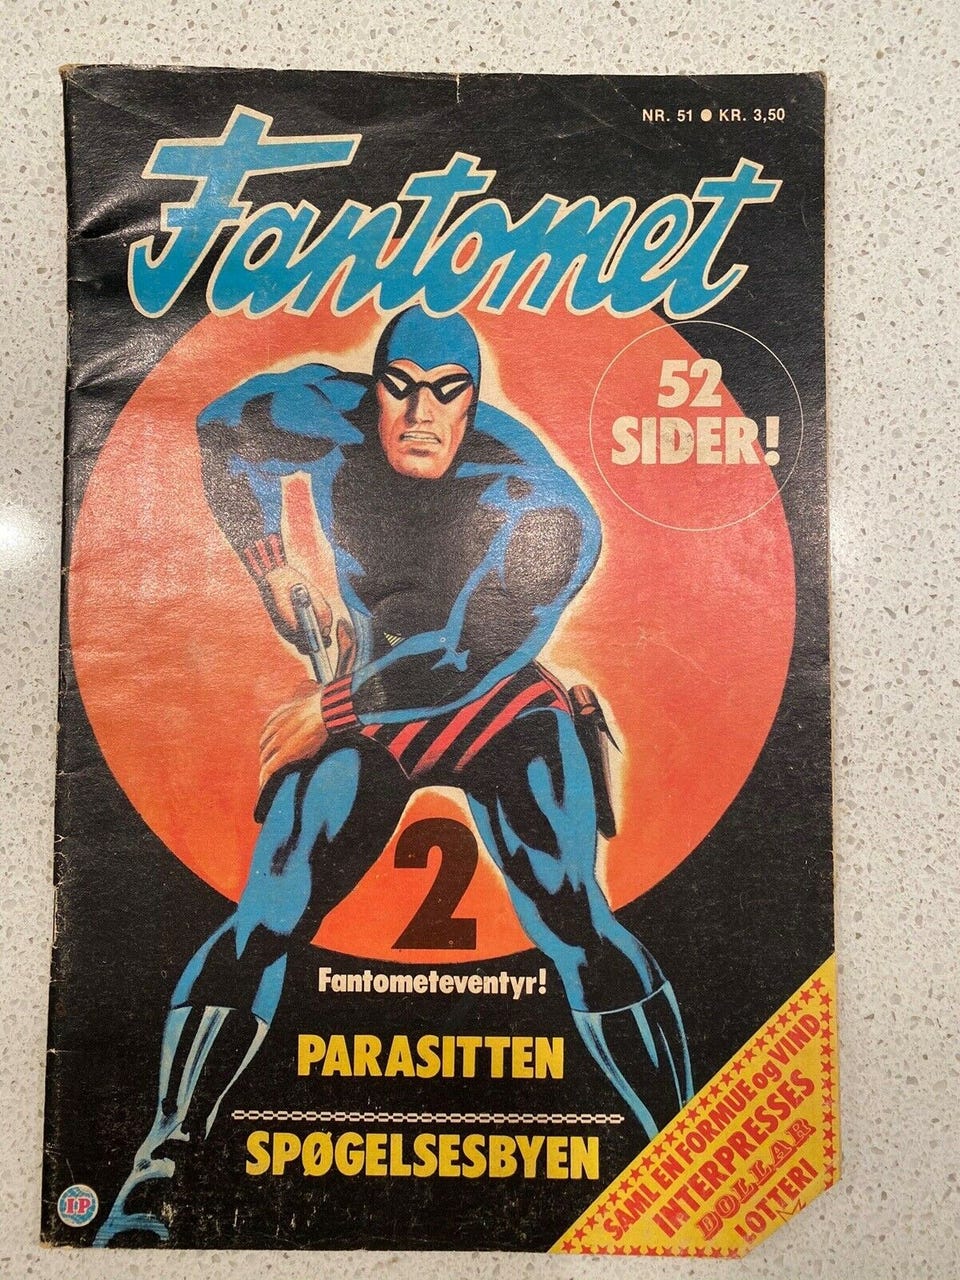 NR. 51 ● KR. 3,50
Fantomet
52
SIDER!
2
Fantometeventyr!
PARASITTEN
SPØGELSESBYEN
SAML EN FORMUE og VIND
INTERPRESSES
DOLLAR
LOTTERI
I·P